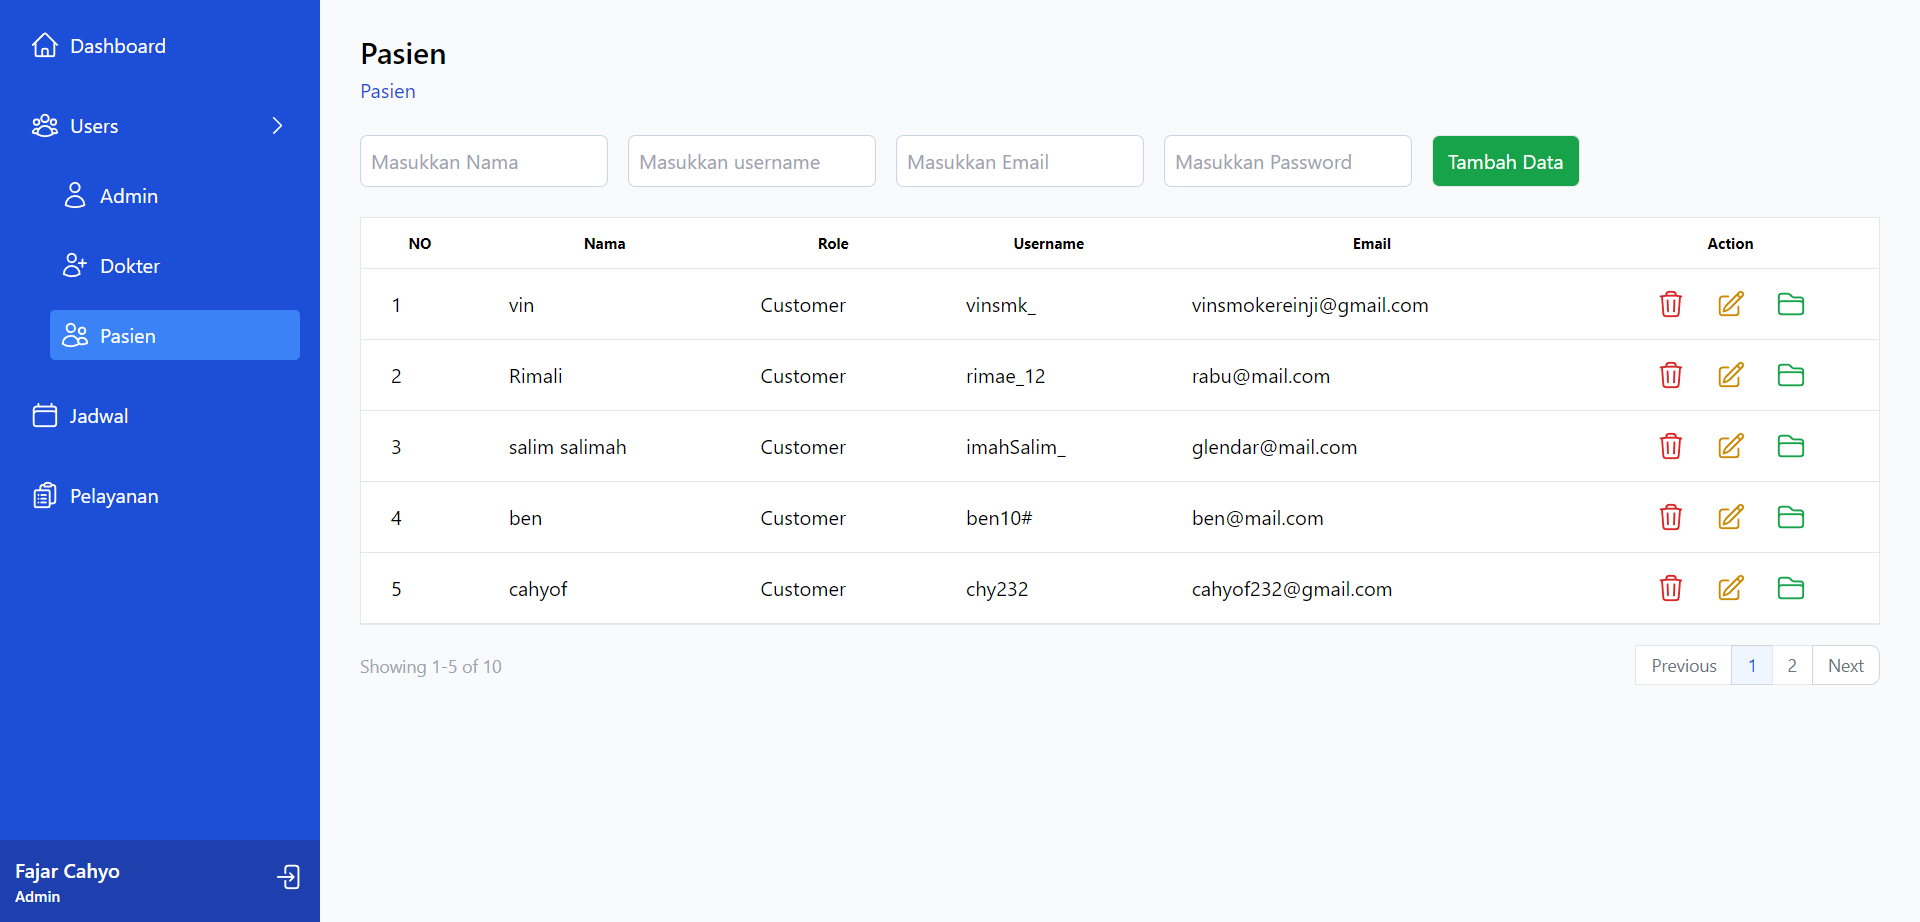 Dashboard
Users
Admin
Dokter
Pasien
Jadwal
Pelayanan
Fajar Cahyo
Admin
Pasien
Pasien
Masukkan Nama Masukkan username Masukkan Email Masukkan Password Tambah Data
NO Nama Role Username Email Action
1 vin Customer vinsmk_ vinsmokereinji@gmail.com
2 Rimali Customer rimae_12 rabu@mail.com
3 salim salimah Customer imahSalim_ glendar@mail.com
4 ben Customer ben10# ben@mail.com
5 cahyof Customer chy232 cahyof232@gmail.com
Showing 1-5 of 10 Previous 1 2 Next